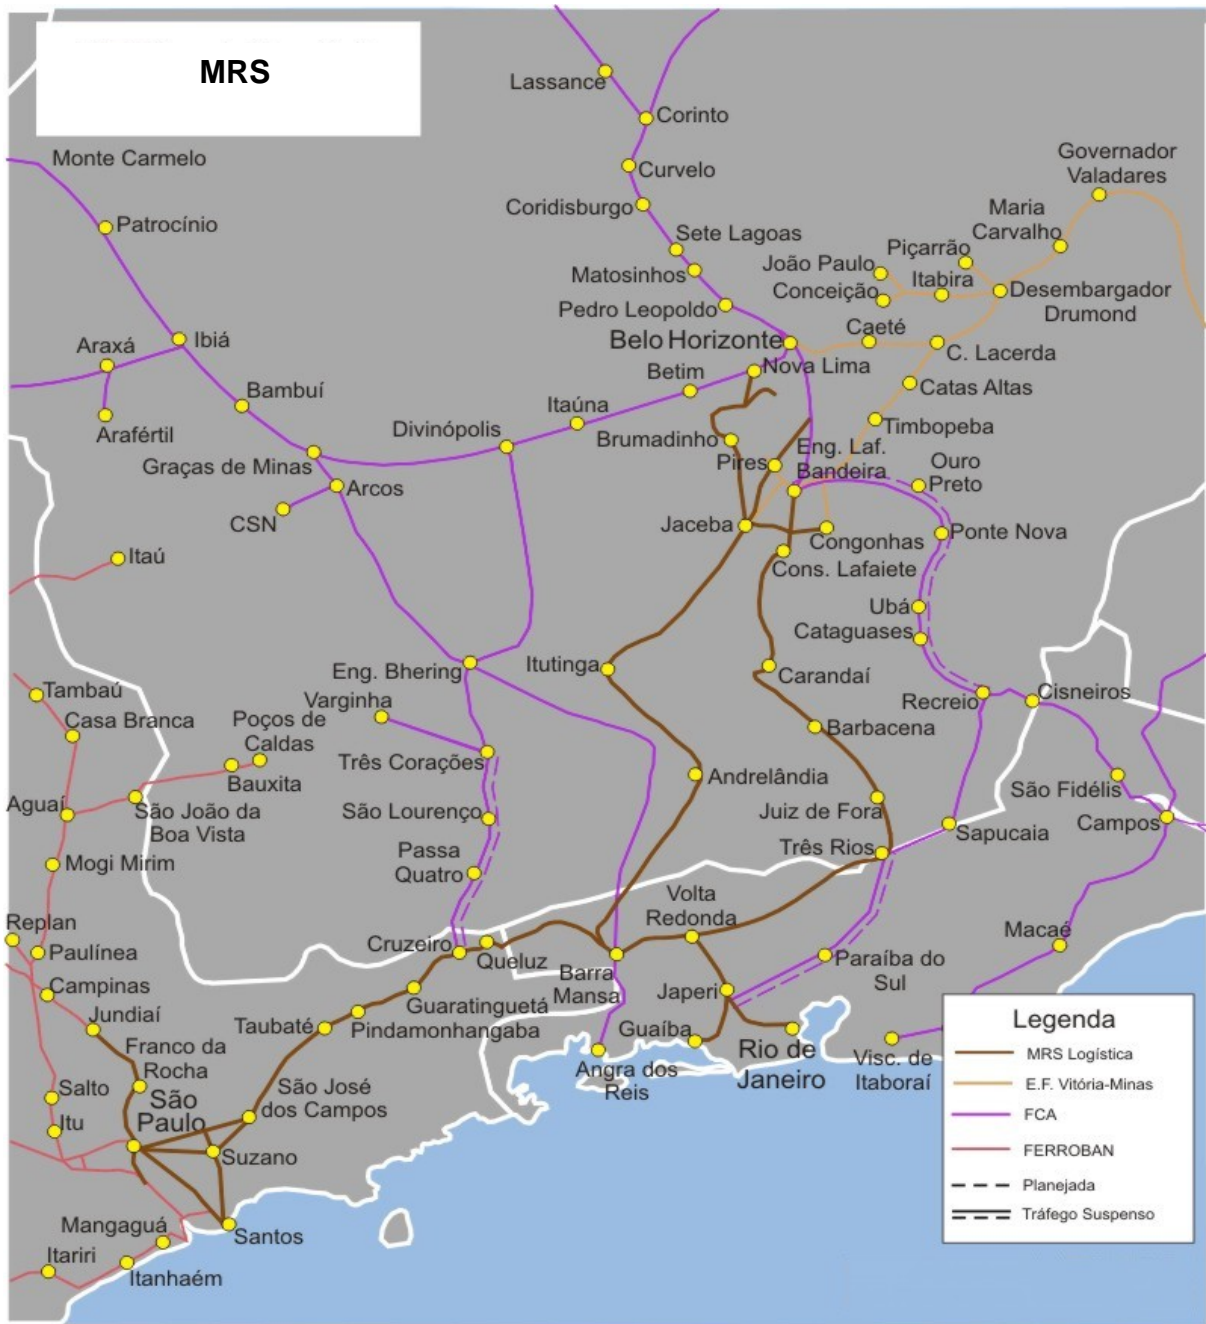 MRS
Lassance
Corinto
Monte Carmelo
Curvelo
Governador
Valadares
Patrocínio
Coridisburgo
Maria
Carvalho
Sete Lagoas
Piçarrão
João Paulo
Matosinhos
Itabira
Conceição
Desembargador
Drumond
Pedro Leopoldo
Ibiá
Araxá
Belo Horizonte
Caeté
C. Lacerda
Nova Lima
Betim
Bambuí
Catas Altas
Itaúna
Arafértil
Divinópolis
Brumadinho
Timbopeba
Eng. Laf.
Bandeira
Pires
Ouro
Preto
Graças de Minas
Arcos
CSN
Jaceba
Congonhas
Ponte Nova
Itaú
Cons. Lafaiete
Ubá
Cataguases
Eng. Bhering
Itutinga
Carandaí
Tambaú
Varginha
Recreio
Cisneiros
Casa Branca
Poços de
Caldas
Barbacena
Três Corações
Bauxita
Andrelândia
São Fidélis
Aguaí
São João da
Boa Vista
São Lourenço
Juiz de Fora
Sapucaia
Campos
Mogi Mirim
Passa
Quatro
Três Rios
Volta
Redonda
Replan
Paulínea
Cruzeiro
Queluz
Macaé
Barra
Mansa
Paraíba do
Sul
Campinas
Japeri
Guaratinguetá
Jundiaí
Taubaté
Pindamonhangaba
Guaíba
Rio de
Janeiro
Visc. de
Itaboraí
Franco da
Rocha
Angra dos
Reis
Salto
São
Paulo
São José
dos Campos
Itu
Suzano
Mangaguá
Santos
Itariri
Itanhaém
Legenda
MRS Logística
E.F. Vitória-Minas
FCA
FERROBAN
Planejada
Tráfego Suspenso